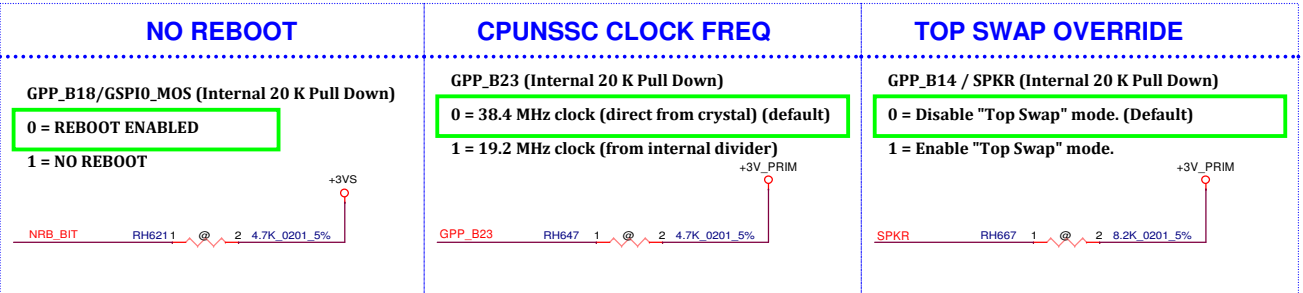 NO REBOOT
GPP_B18/GSPI0_MOS (Internal 20 K Pull Down)
0 = REBOOT ENABLED
1 = NO REBOOT
+3VS
NRB_BIT RH621 1 @ 2 4.7K_0201_5%
CPUNSSC CLOCK FREQ
GPP_B23 (Internal 20 K Pull Down)
0 = 38.4 MHz clock (direct from crystal) (default)
1 = 19.2 MHz clock (from internal divider)
+3V_PRIM
GPP_B23 RH647 1 @ 2 4.7K_0201_5%
TOP SWAP OVERRIDE
GPP_B14 / SPKR (Internal 20 K Pull Down)
0 = Disable "Top Swap" mode. (Default)
1 = Enable "Top Swap" mode.
+3V_PRIM
SPKR RH667 1 @ 2 8.2K_0201_5%